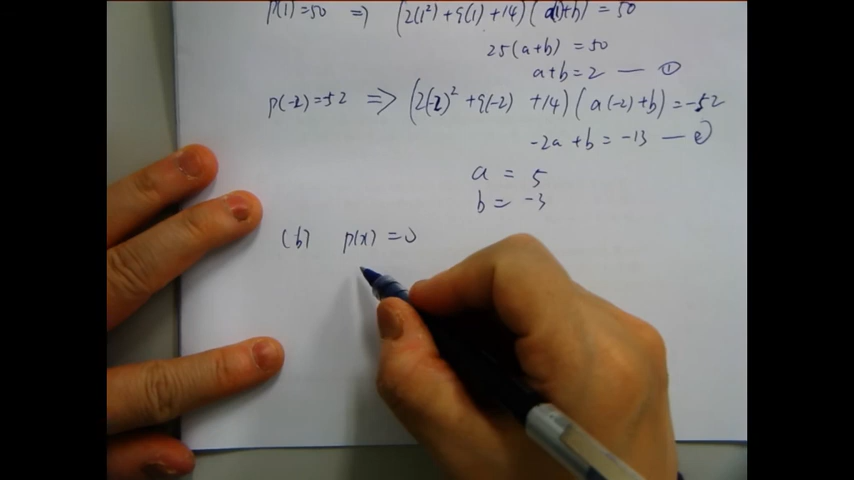 p(1) = 50 ⇒ (2(1²) + 9(1) + 14)(a(1)+b) = 50
25(a+b) = 50
a+b = 2 — ①
p(-2) = -52 ⇒ (2(-2)² + 9(-2) + 14)(a(-2)+b) = -52
-2a + b = -13 — ②
a = 5
b = -3
(b) p(x) = 0